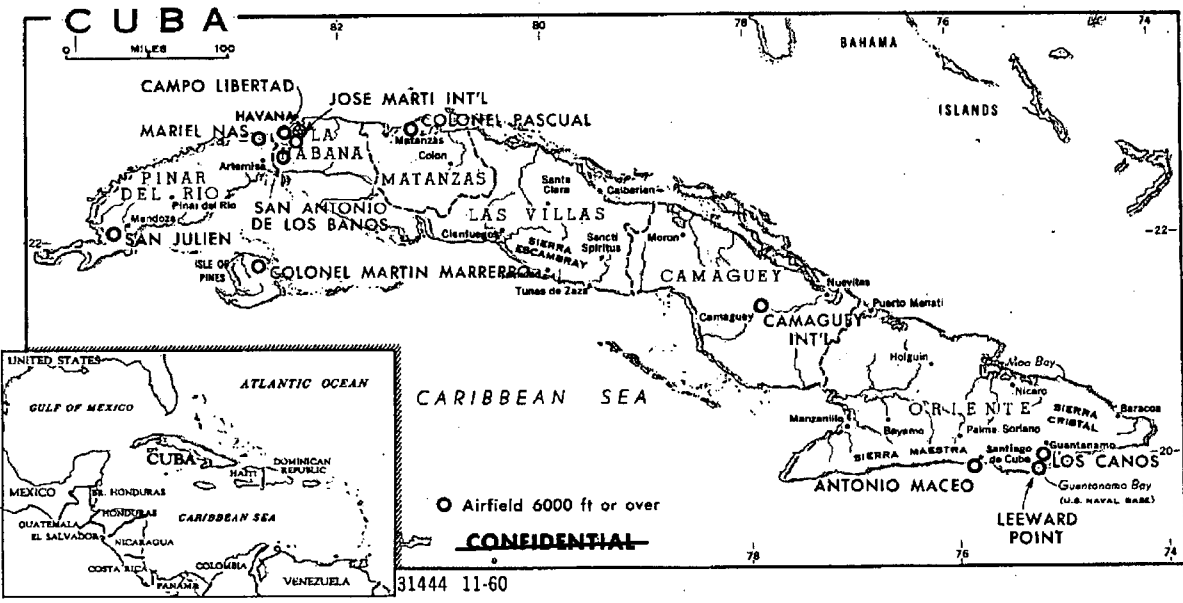 CUBA
0 MILES 100
82
80
78
76
74
BAHAMA
ISLANDS
CAMPO LIBERTAD
JOSE MARTI INT'L
HAVANA
COLONEL PASCUAL
MARIEL NAS
LA
HABANA
Matanzas
Colon
Artemisa
MATANZAS
PINAR
DEL RIO
Pinar del Rio
Mendoza
SAN ANTONIO
DE LOS BANOS
Santa
Clara
Caibarien
LAS VILLAS
22
SAN JULIEN
Cienfuegos
SIERRA
ESCAMBRAY
Sancti
Spiritus
Moron
22
ISLE OF
PINES
COLONEL MARTIN MARRERRO
CAMAGUEY
Tunas de Zaza
Nuevitas
Puerto Manati
Camaguey
CAMAGUEY
INT'L
Holguin
Moa Bay
Nicaro
CARIBBEAN SEA
ORIENTE
SIERRA
CRISTAL
Baracoa
Manzanillo
Bayamo
Palma Soriano
SIERRA MAESTRA
Santiago
de Cuba
Guantanamo
20
LOS CANOS
ANTONIO MACEO
Guantanamo Bay
(U.S. NAVAL BASE)
LEEWARD
POINT
UNITED STATES
ATLANTIC OCEAN
GULF OF MEXICO
CUBA
HAITI
DOMINICAN
REPUBLIC
MEXICO
BR. HONDURAS
HONDURAS
GUATEMALA
EL SALVADOR
CARIBBEAN SEA
NICARAGUA
COSTA RICA
PANAMA
COLOMBIA
VENEZUELA
Airfield 6000 ft or over
CONFIDENTIAL
80
78
76
74
31444 11-60